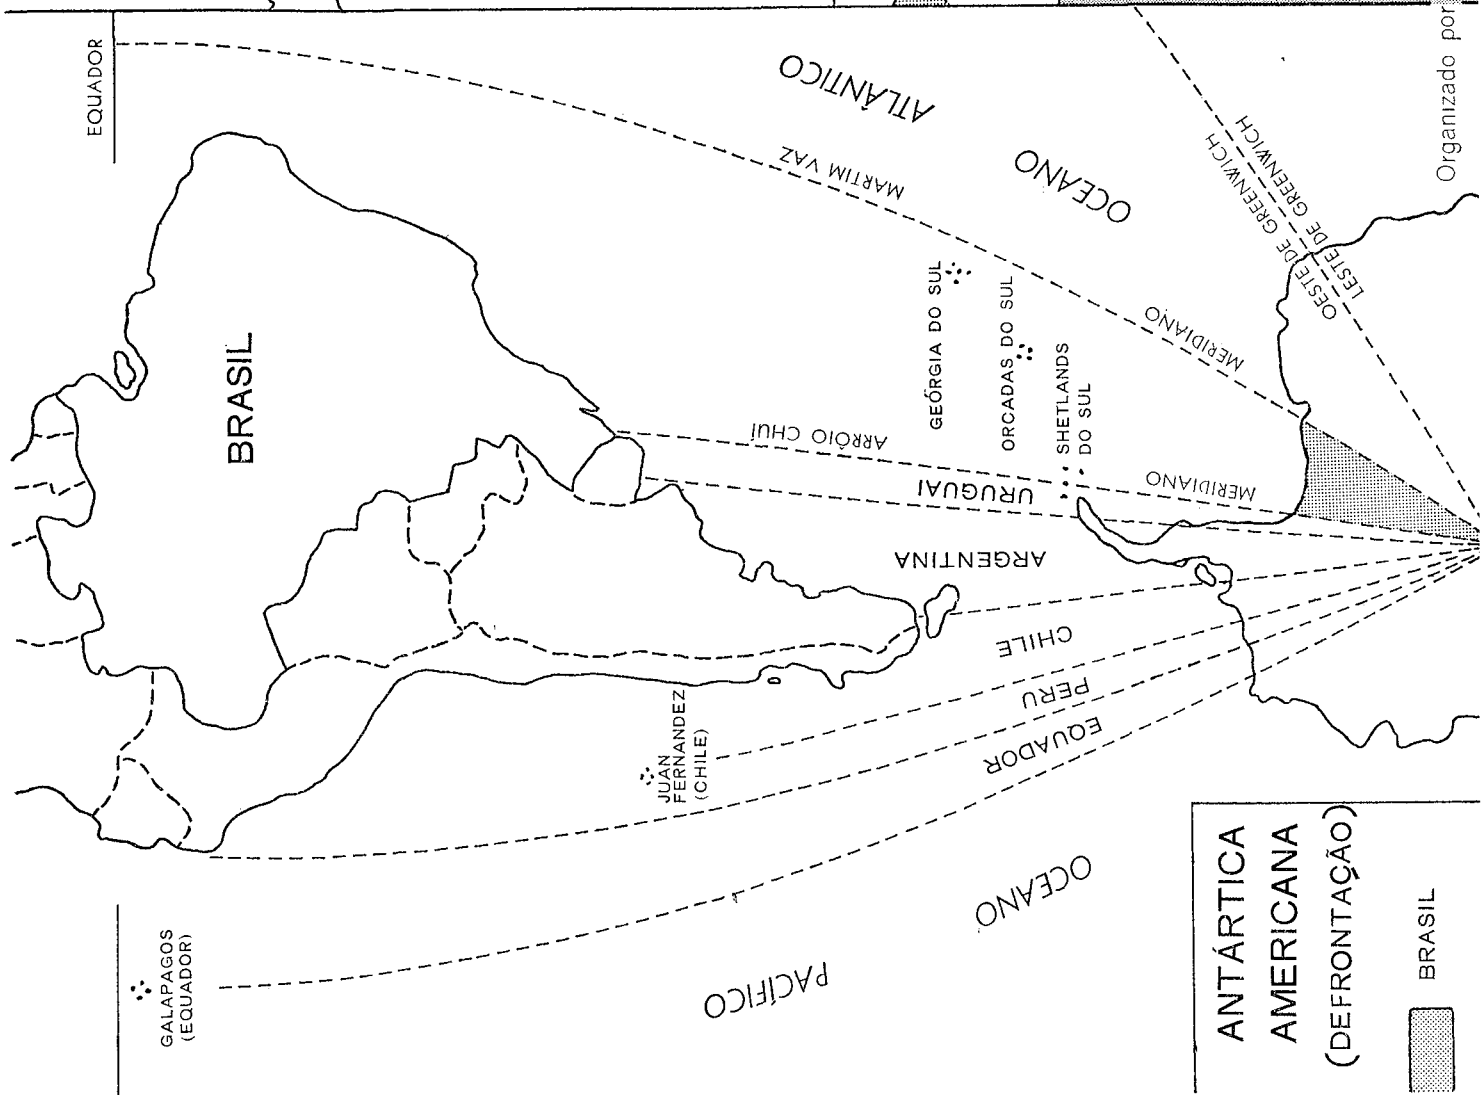 EQUADOR
BRASIL
GALAPAGOS
(EQUADOR)
JUAN
FERNANDEZ
(CHILE)
OCEANO
ATLÂNTICO
MERIDIANO
MARTIM VAZ
MERIDIANO
ARRÔIO CHUÍ
GEÓRGIA DO SUL
ORCADAS DO SUL
SHETLANDS
DO SUL
URUGUAI
ARGENTINA
CHILE
PERU
EQUADOR
OCEANO
PACÍFICO
OESTE DE GREENWICH
LESTE DE GREENWICH
ANTÁRTICA
AMERICANA
(DEFRONTAÇÃO)
BRASIL
Organizado por